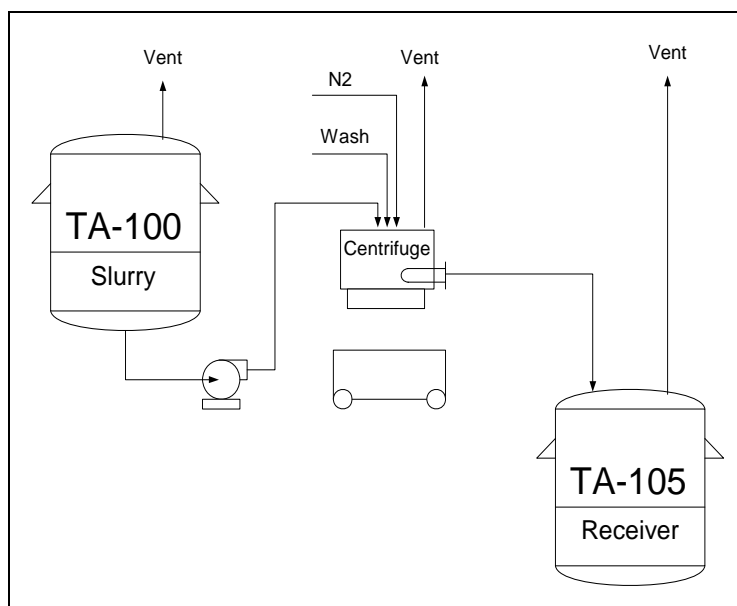 Vent
Vent
Vent
N2
Wash
TA-100
Slurry
Centrifuge
TA-105
Receiver